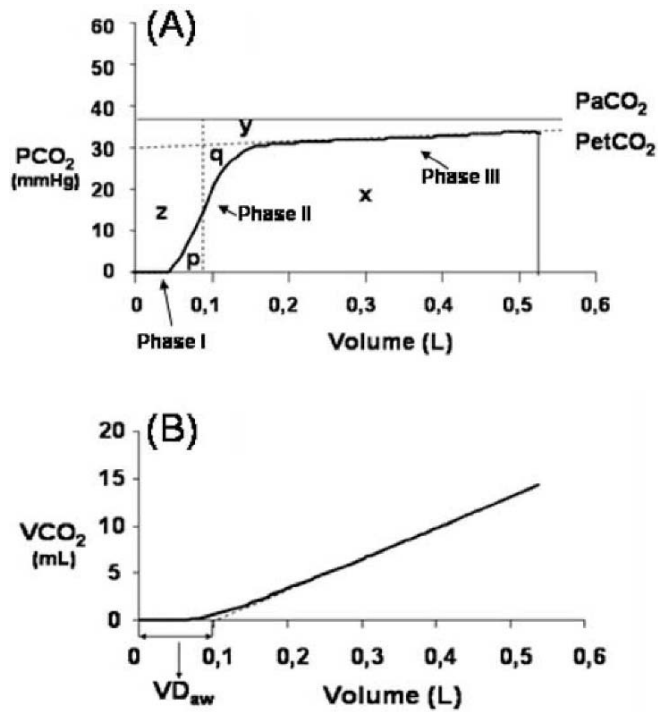 (A)
60
50
40
30
20
10
0
PCO₂
(mmHg)
PaCO₂
PetCO₂
y
q
z
p
x
Phase III
Phase II
Phase I
0 0,1 0,2 0,3 0,4 0,5 0,6
Volume (L)
(B)
20
15
10
5
0
VCO₂
(mL)
0 0,1 0,2 0,3 0,4 0,5 0,6
VDaw
Volume (L)